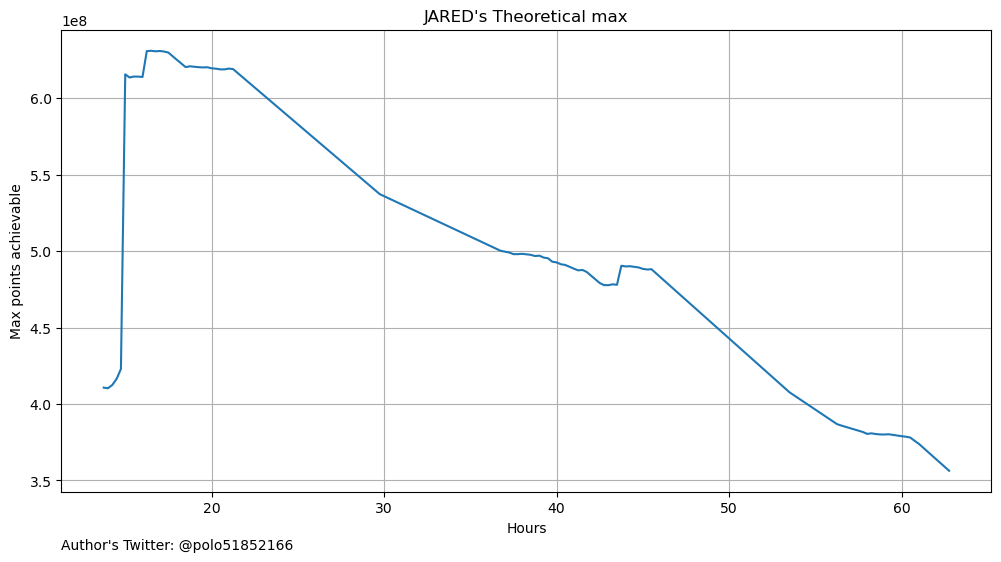 JARED's Theoretical max
1e8
6.0
5.5
5.0
4.5
4.0
3.5
Max points achievable
20 30 40 50 60
Hours
Author's Twitter: @polo51852166